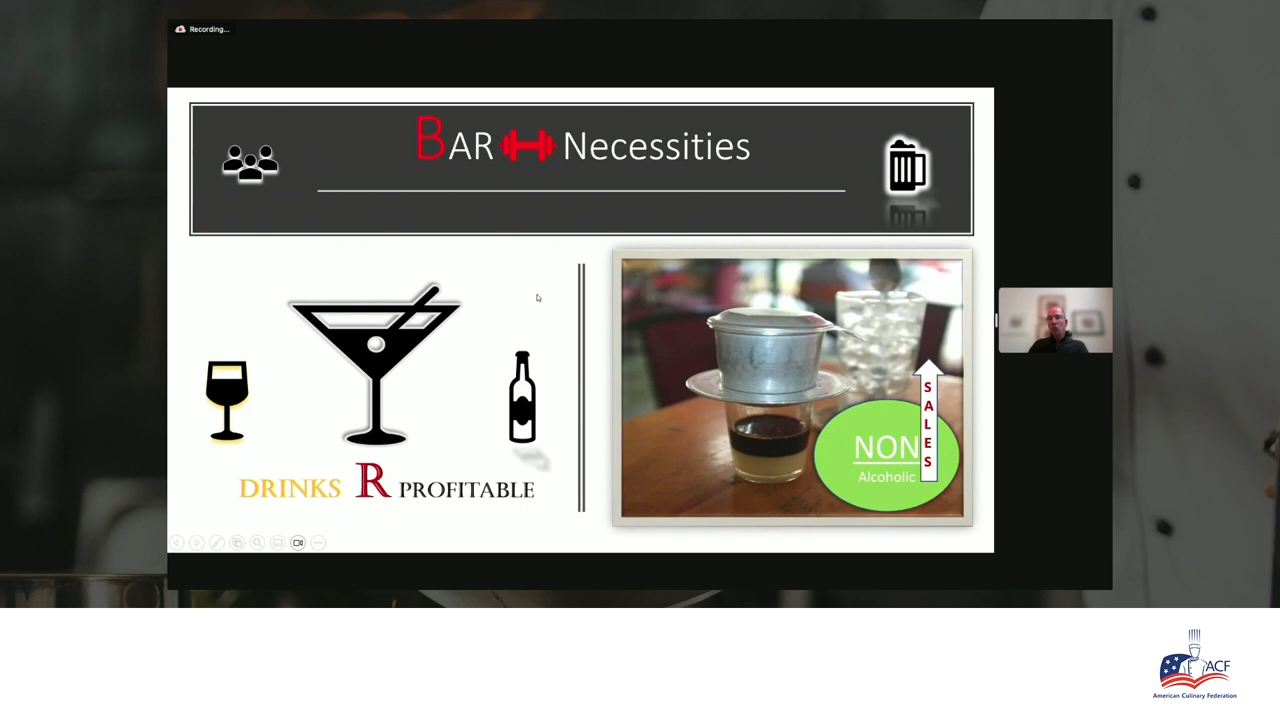 Recording...
BAR Necessities
DRINKS R PROFITABLE
NON
Alcoholic
SALES
ACF
American Culinary Federation